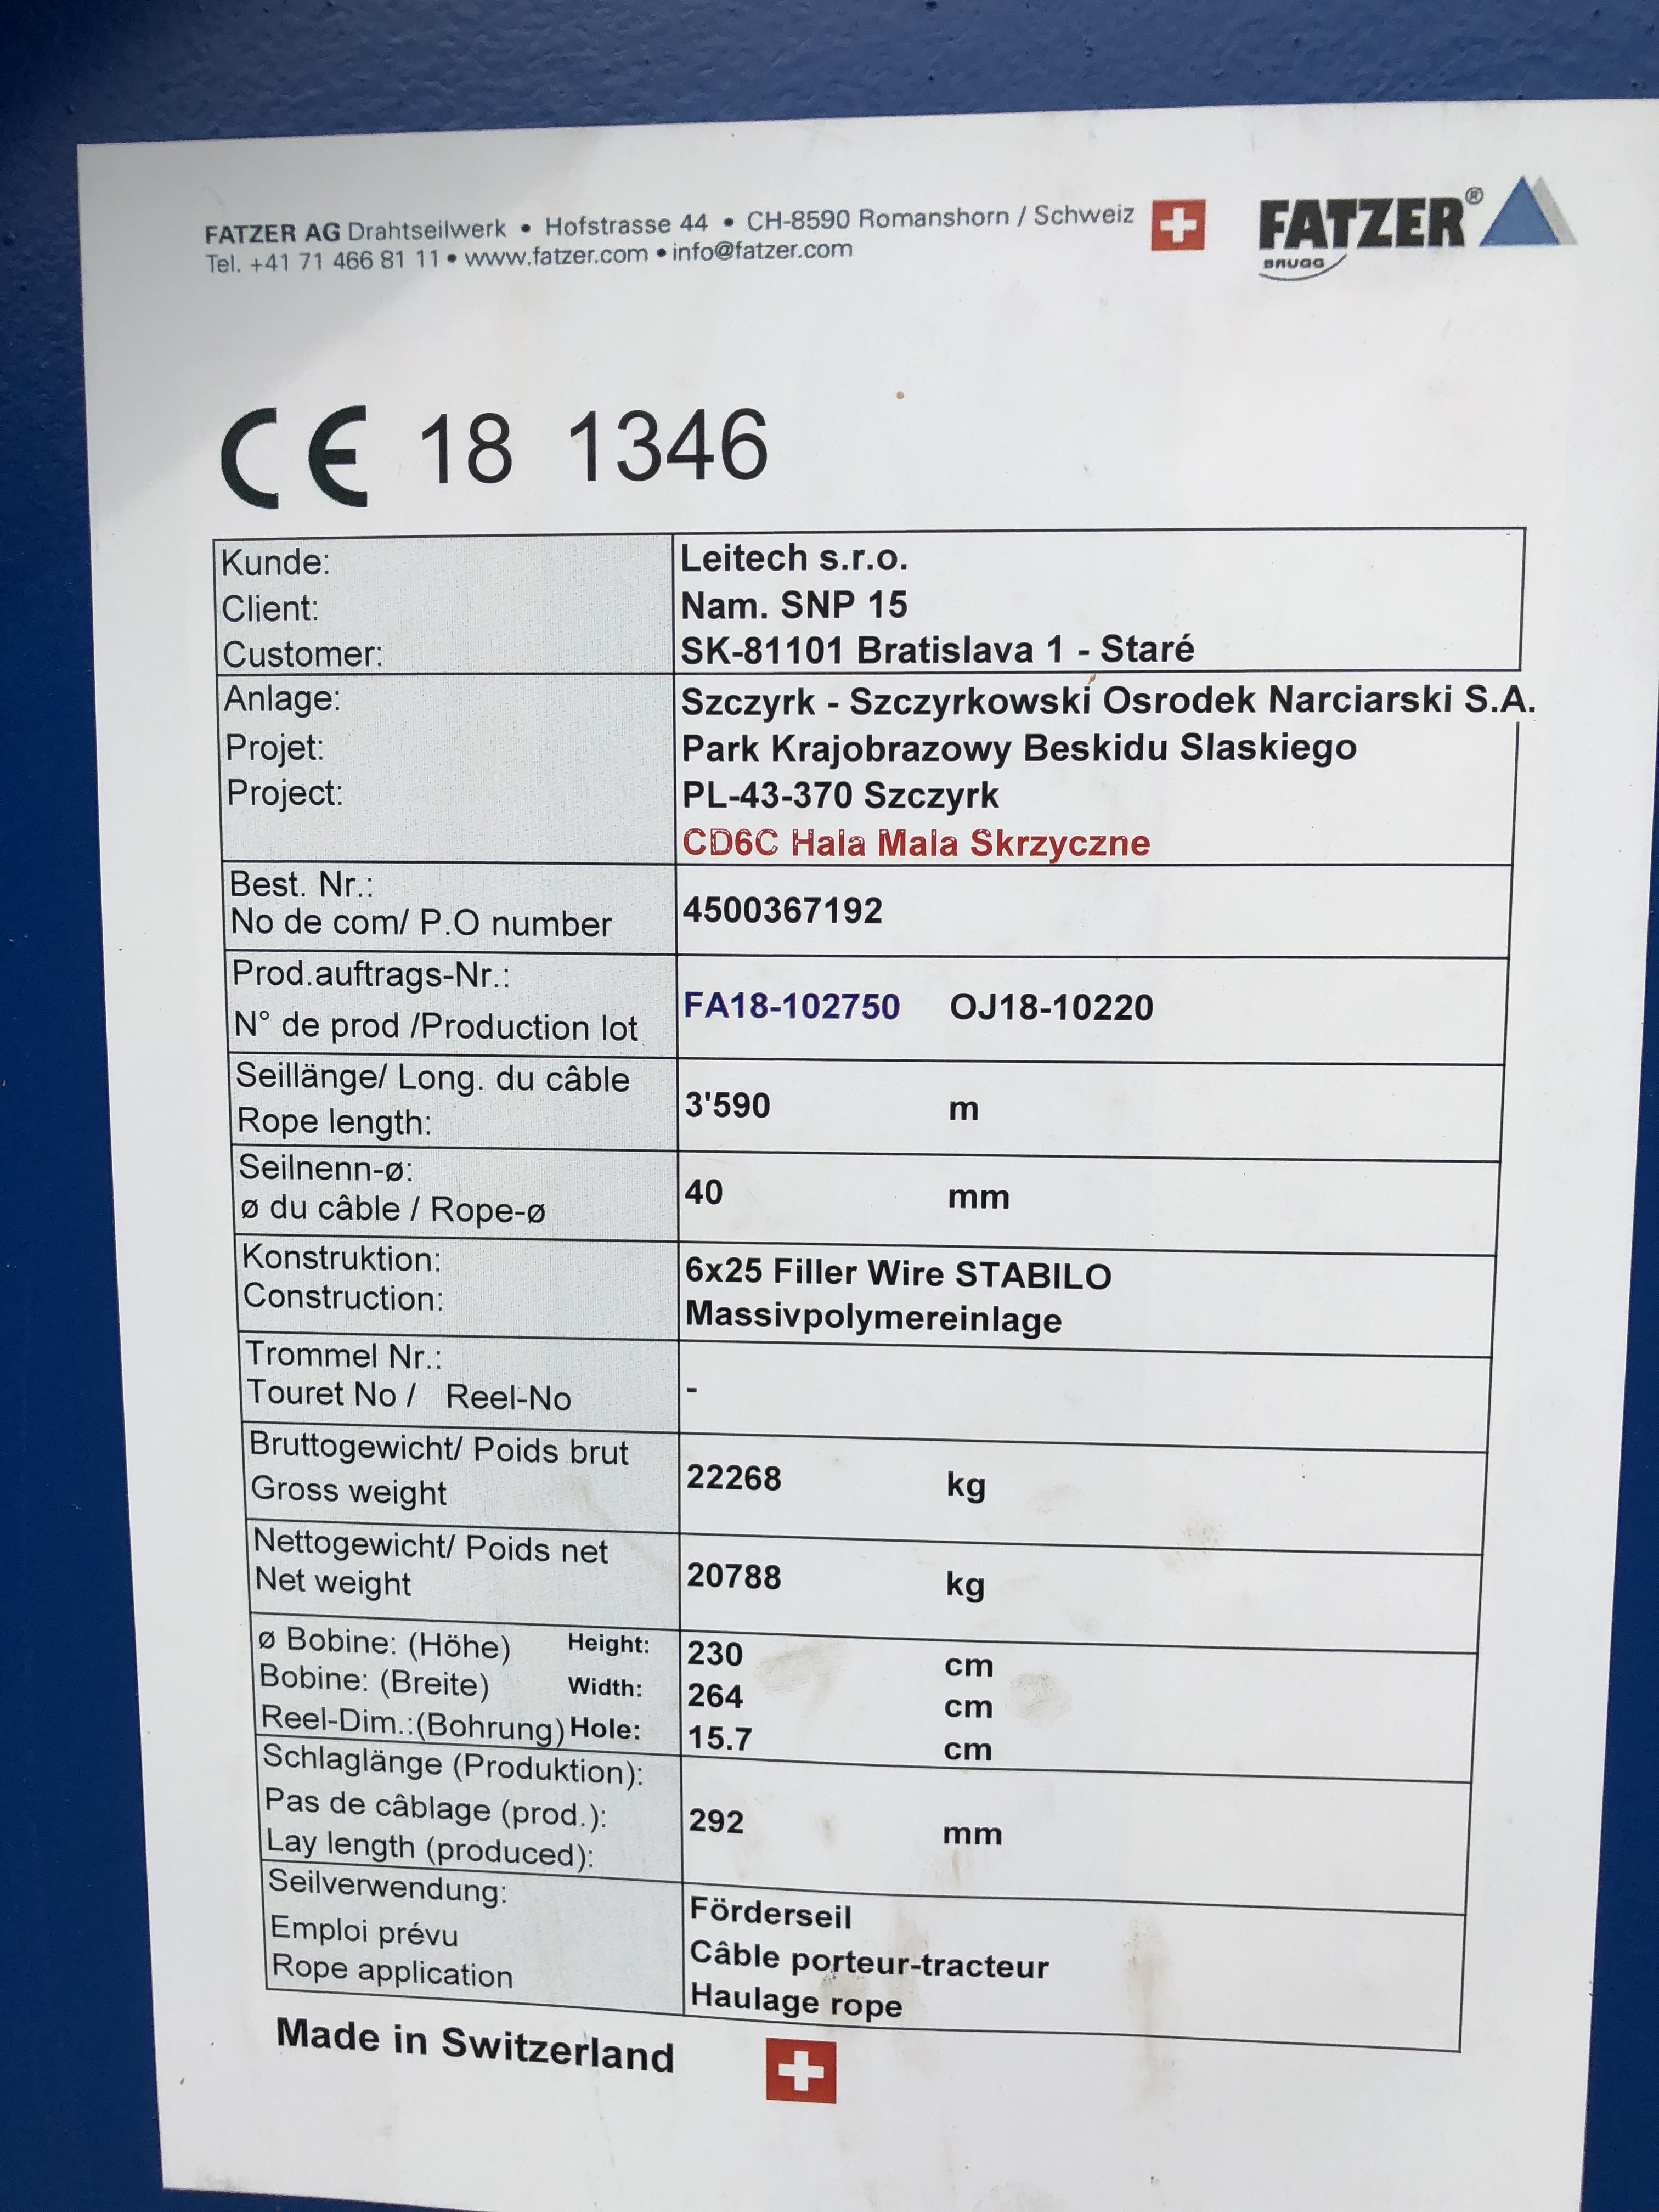 FATZER AG Drahtseilwerk • Hofstrasse 44 • CH-8590 Romanshorn / Schweiz
Tel. +41 71 466 81 11 • www.fatzer.com • info@fatzer.com
FATZER®
BRUGG
CE 18 1346
Kunde: Leitech s.r.o.
Client: Nam. SNP 15
Customer: SK-81101 Bratislava 1 - Staré
Anlage: Szczyrk - Szczyrkowski Osrodek Narciarski S.A.
Projet: Park Krajobrazowy Beskidu Slaskiego
Project: PL-43-370 Szczyrk
CD6C Hala Mala Skrzyczne
Best. Nr.:
No de com/ P.O number 4500367192
Prod.auftrags-Nr.:
N° de prod /Production lot FA18-102750 OJ18-10220
Seillänge/ Long. du câble
Rope length: 3'590 m
Seilnenn-ø:
ø du câble / Rope-ø 40 mm
Konstruktion: 6x25 Filler Wire STABILO
Construction: Massivpolymereinlage
Trommel Nr.:
Touret No / Reel-No -
Bruttogewicht/ Poids brut
Gross weight 22268 kg
Nettogewicht/ Poids net
Net weight 20788 kg
ø Bobine: (Höhe) Height: 230 cm
Bobine: (Breite) Width: 264 cm
Reel-Dim.:(Bohrung) Hole: 15.7 cm
Schlaglänge (Produktion):
Pas de câblage (prod.): 292 mm
Lay length (produced):
Seilverwendung: Förderseil
Emploi prévu Câble porteur-tracteur
Rope application Haulage rope
Made in Switzerland